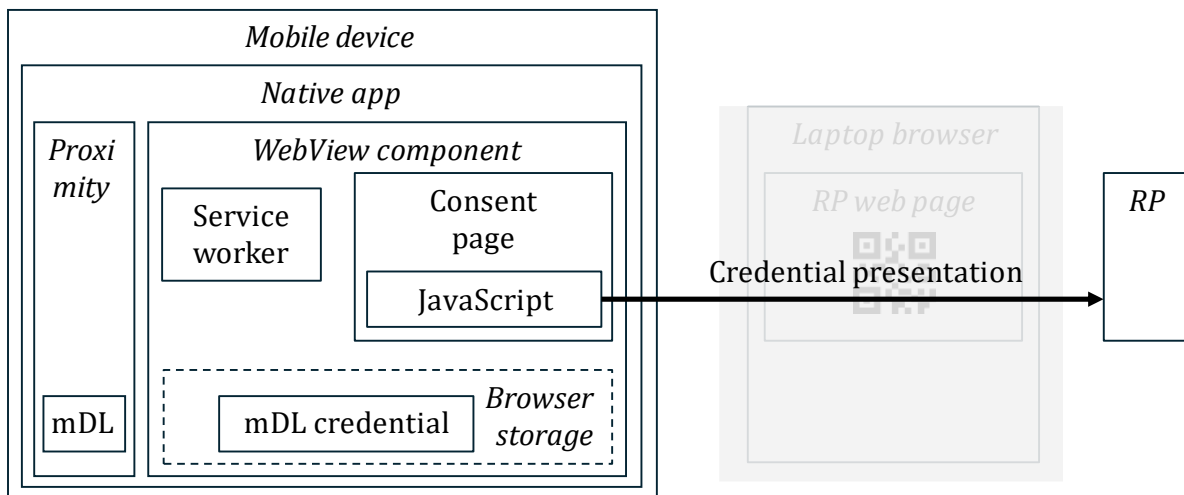 Mobile device
Native app
Proxi
mity
WebView component
Service
worker
Consent
page
JavaScript
mDL
mDL credential
Browser
storage
Laptop browser
RP web page
Credential presentation
RP